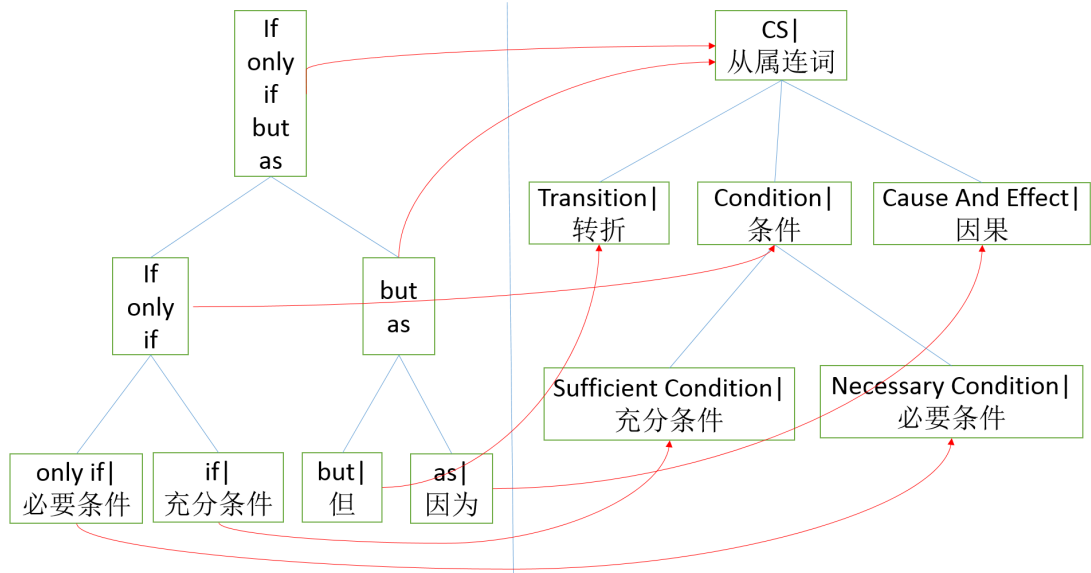 If
only
if
but
as
CS|
从属连词
Transition|
转折
Condition|
条件
Cause And Effect|
因果
If
only
if
but
as
Sufficient Condition|
充分条件
Necessary Condition|
必要条件
only if|
必要条件
if|
充分条件
but|
但
as|
因为